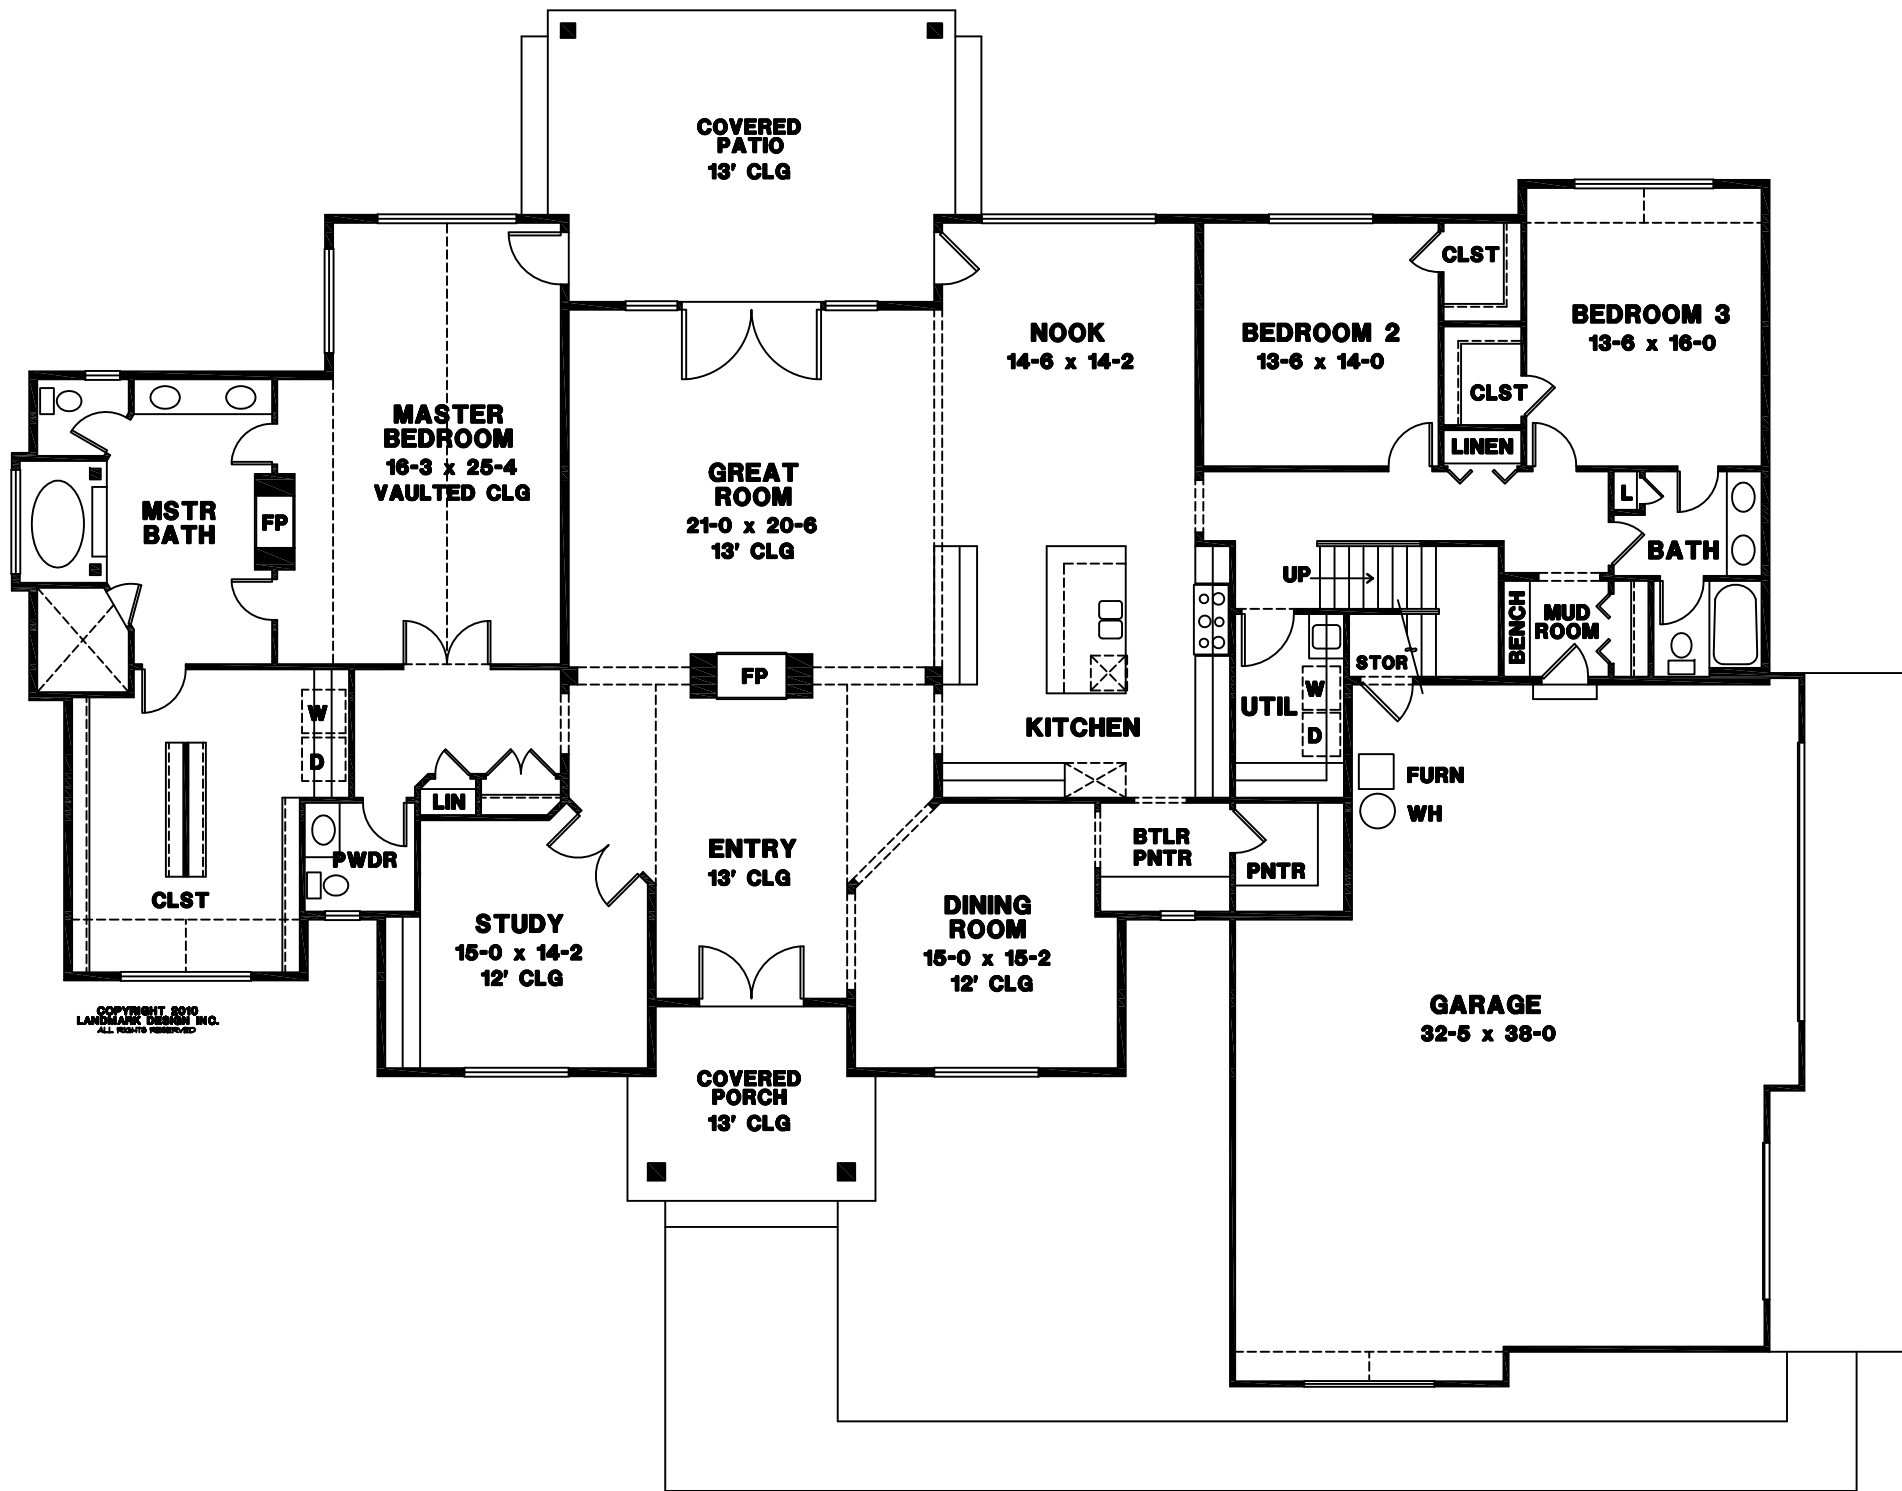 COVERED
PATIO
13' CLG
CLST
BEDROOM 3
13-6 x 16-0
NOOK
14-6 x 14-2
BEDROOM 2
13-6 x 14-0
CLST
LINEN
MASTER
BEDROOM
16-3 x 25-4
VAULTED CLG
GREAT
ROOM
21-0 x 20-6
13' CLG
MSTR
BATH
FP
L
BATH
UP
BENCH
MUD
ROOM
STOR
FP
W
D
UTIL
W
D
KITCHEN
FURN
WH
LIN
PWDR
CLST
ENTRY
13' CLG
BTLR
PNTR
PNTR
STUDY
15-0 x 14-2
12' CLG
DINING
ROOM
15-0 x 15-2
12' CLG
GARAGE
32-5 x 38-0
COPYRIGHT 2010
LANDMARK DESIGN INC.
ALL RIGHTS RESERVED
COVERED
PORCH
13' CLG